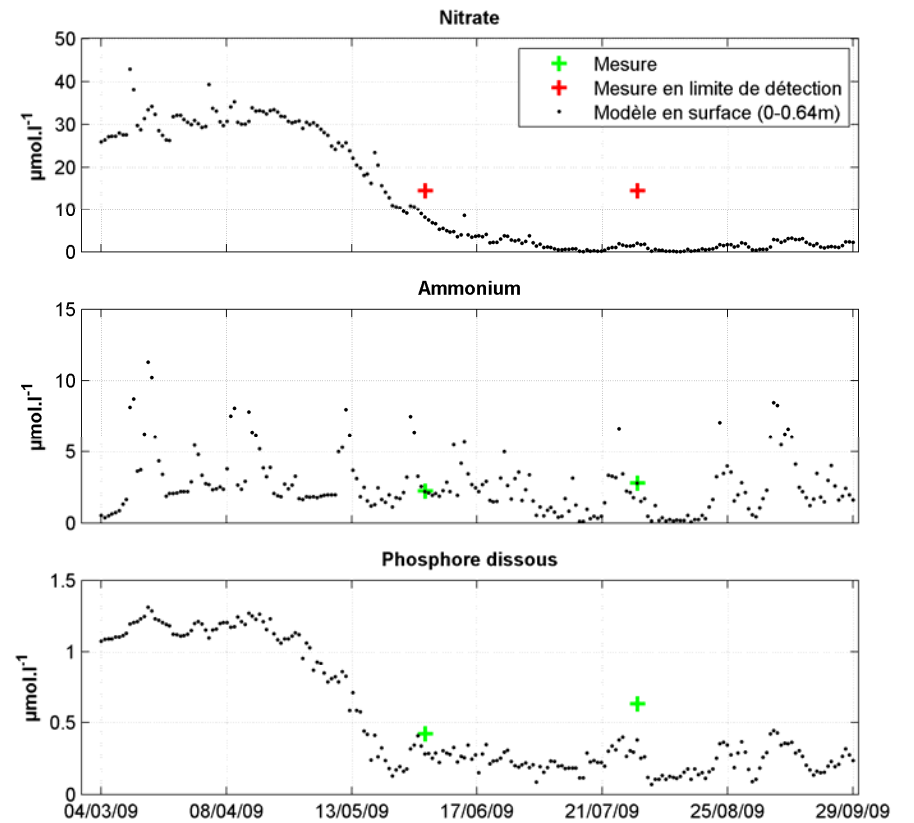 Nitrate
50
40
30
20
10
0
µmol.l-1
Mesure
Mesure en limite de détection
Modèle en surface (0-0.64m)
Ammonium
15
10
5
0
µmol.l-1
Phosphore dissous
1.5
1
0.5
0
µmol.l-1
04/03/09 08/04/09 13/05/09 17/06/09 21/07/09 25/08/09 29/09/09